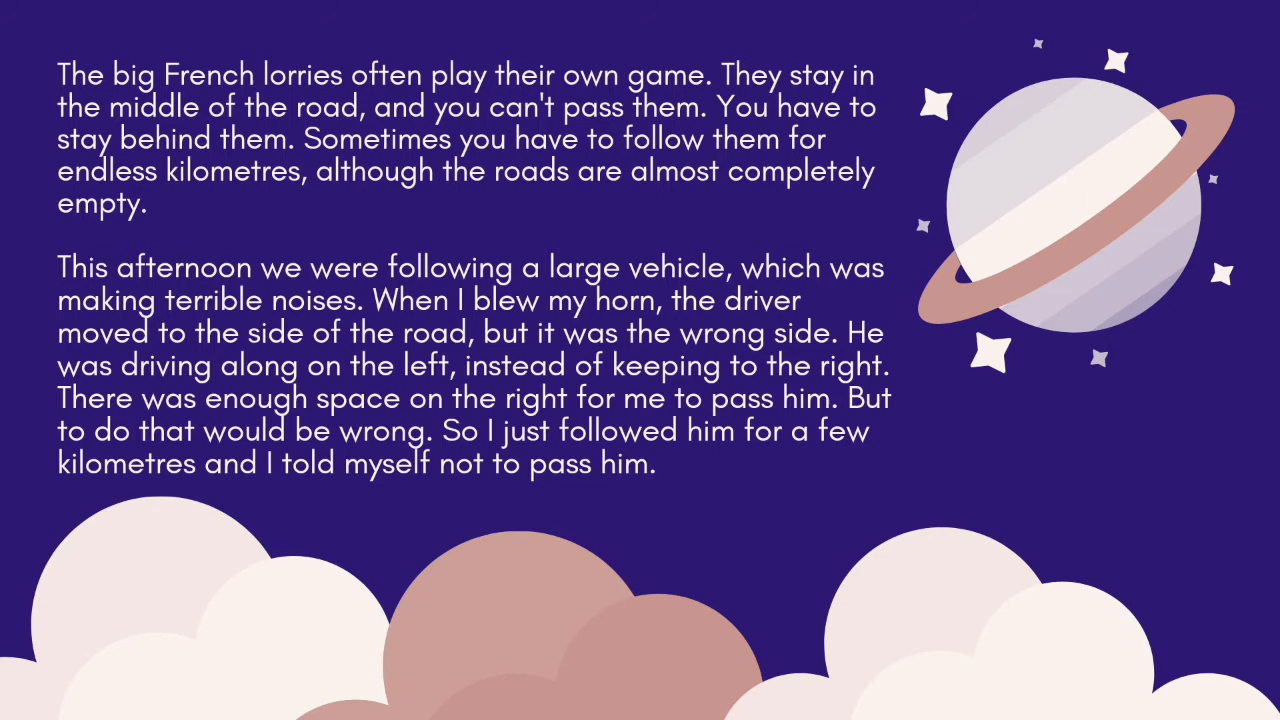 The big French lorries often play their own game. They stay in
the middle of the road, and you can't pass them. You have to
stay behind them. Sometimes you have to follow them for
endless kilometres, although the roads are almost completely
empty.
This afternoon we were following a large vehicle, which was
making terrible noises. When I blew my horn, the driver
moved to the side of the road, but it was the wrong side. He
was driving along on the left, instead of keeping to the right.
There was enough space on the right for me to pass him. But
to do that would be wrong. So I just followed him for a few
kilometres and I told myself not to pass him.